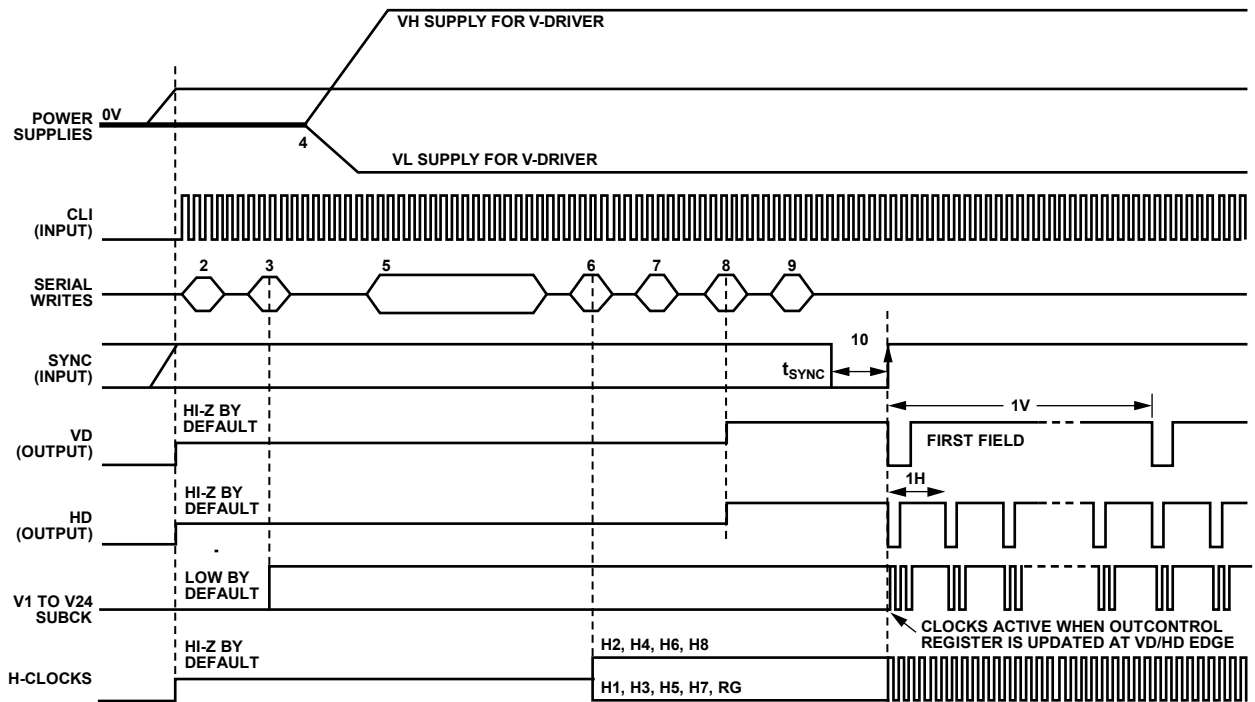 VH SUPPLY FOR V-DRIVER
POWER
SUPPLIES
0V
4
VL SUPPLY FOR V-DRIVER
CLI
(INPUT)
SERIAL
WRITES
2
3
5
6
7
8
9
SYNC
(INPUT)
10
tSYNC
VD
(OUTPUT)
HI-Z BY
DEFAULT
1V
FIRST FIELD
HD
(OUTPUT)
HI-Z BY
DEFAULT
1H
V1 TO V24
SUBCK
LOW BY
DEFAULT
CLOCKS ACTIVE WHEN OUTCONTROL
REGISTER IS UPDATED AT VD/HD EDGE
H-CLOCKS
HI-Z BY
DEFAULT
H2, H4, H6, H8
H1, H3, H5, H7, RG